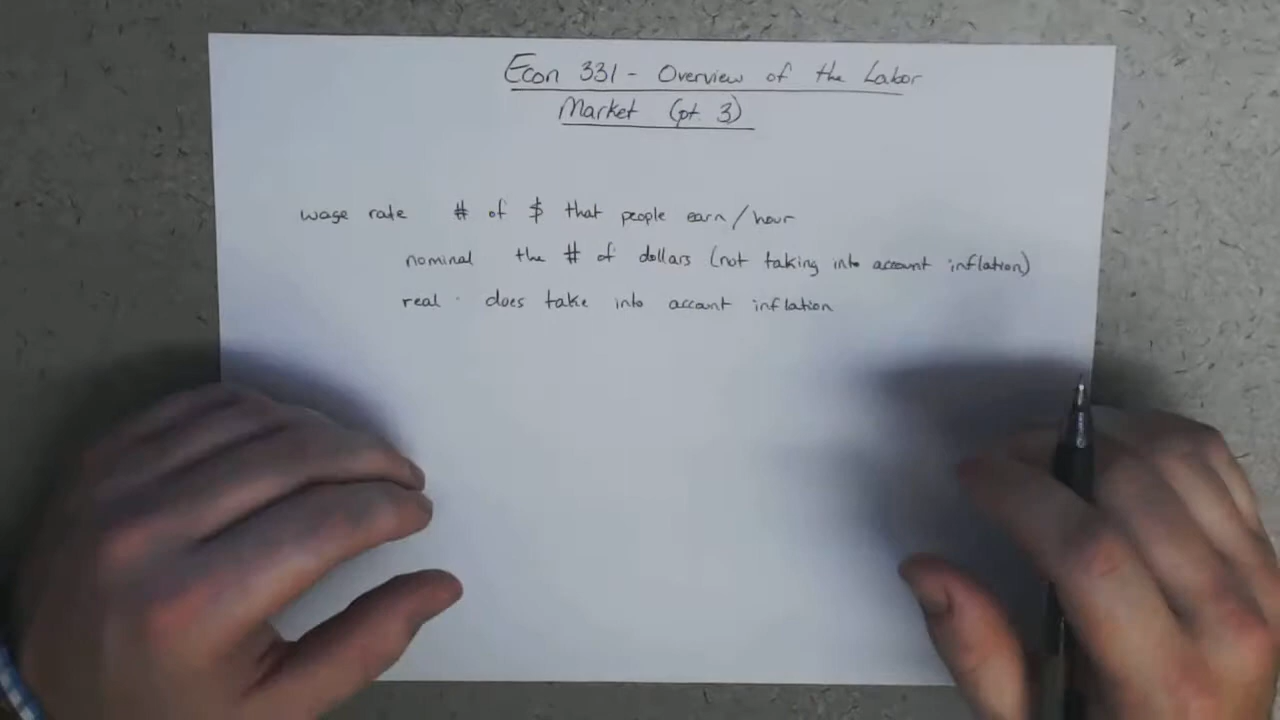 Econ 331 - Overview of the Labor
Market (pt. 3)
wage rate # of $ that people earn/hour
nominal the # of dollars (not taking into account inflation)
real does take into account inflation